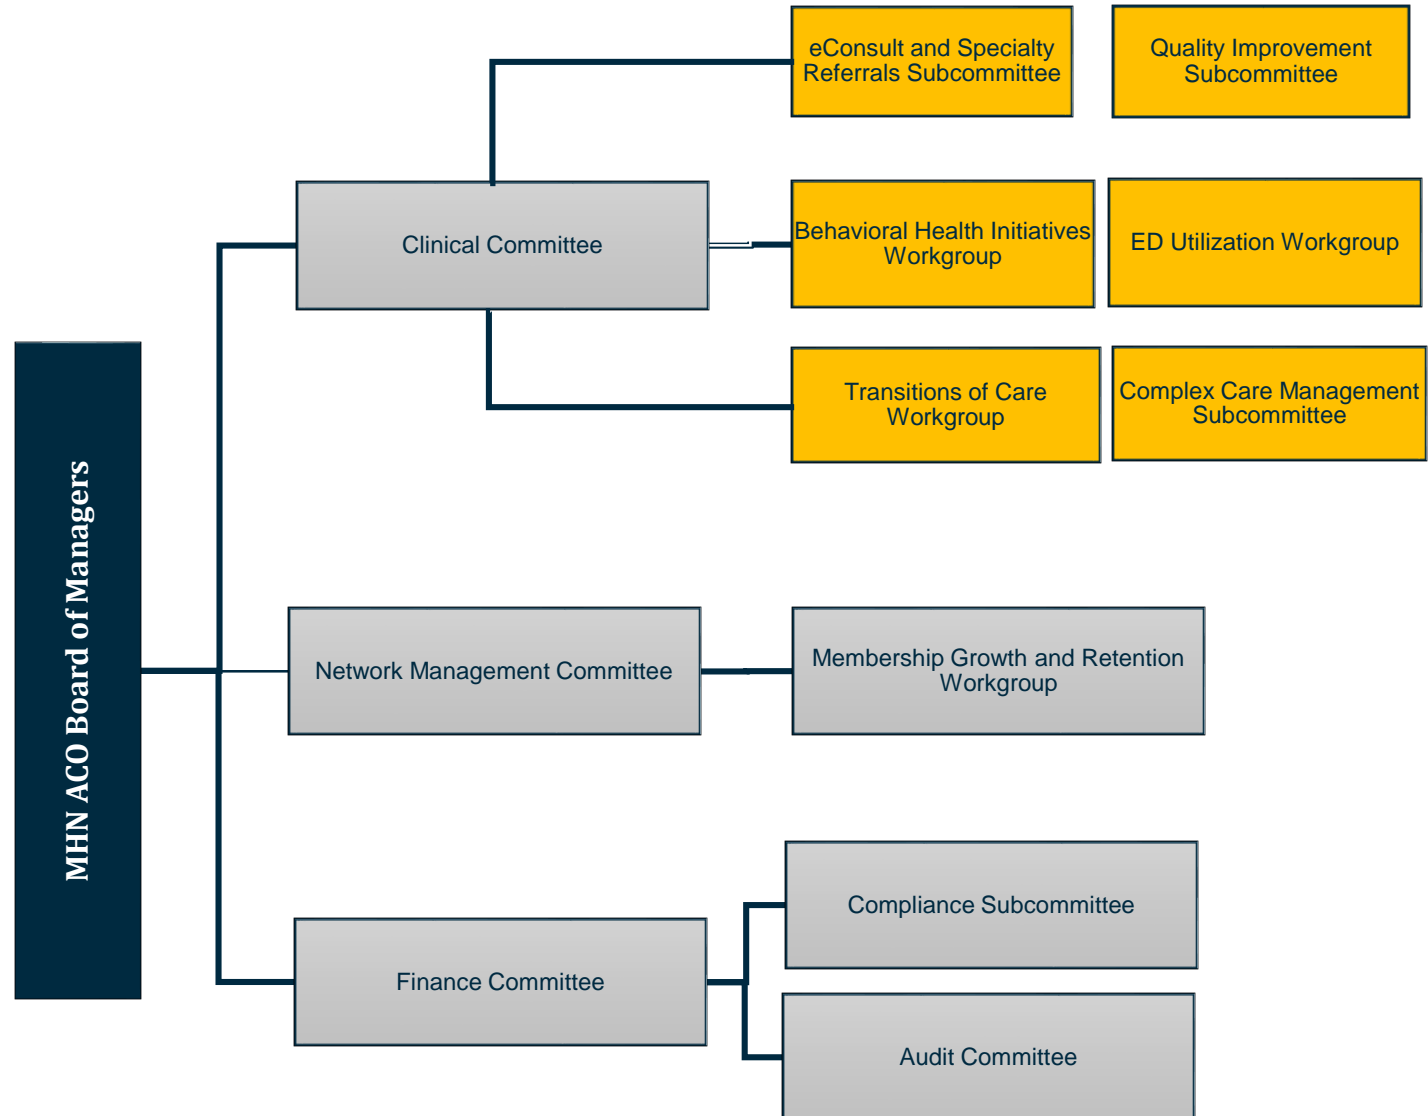 eConsult and Specialty
Referrals Subcommittee
Quality Improvement
Subcommittee
Clinical Committee
Behavioral Health Initiatives
Workgroup
ED Utilization Workgroup
Transitions of Care
Workgroup
Complex Care Management
Subcommittee
MHN ACO Board of Managers
Network Management Committee
Membership Growth and Retention
Workgroup
Compliance Subcommittee
Finance Committee
Audit Committee